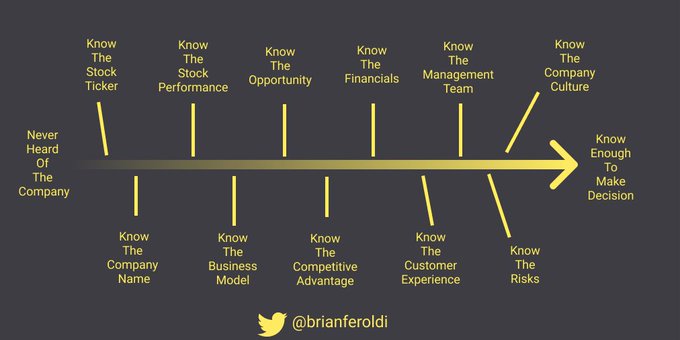 Know
The
Stock
Ticker
Know
The
Stock
Performance
Know
The
Opportunity
Know
The
Financials
Know
The
Management
Team
Know
The
Company
Culture
Never
Heard
Of
The
Company
Know
Enough
To
Make
Decision
Know
The
Company
Name
Know
The
Business
Model
Know
The
Competitive
Advantage
Know
The
Customer
Experience
Know
The
Risks
@brianferoldi